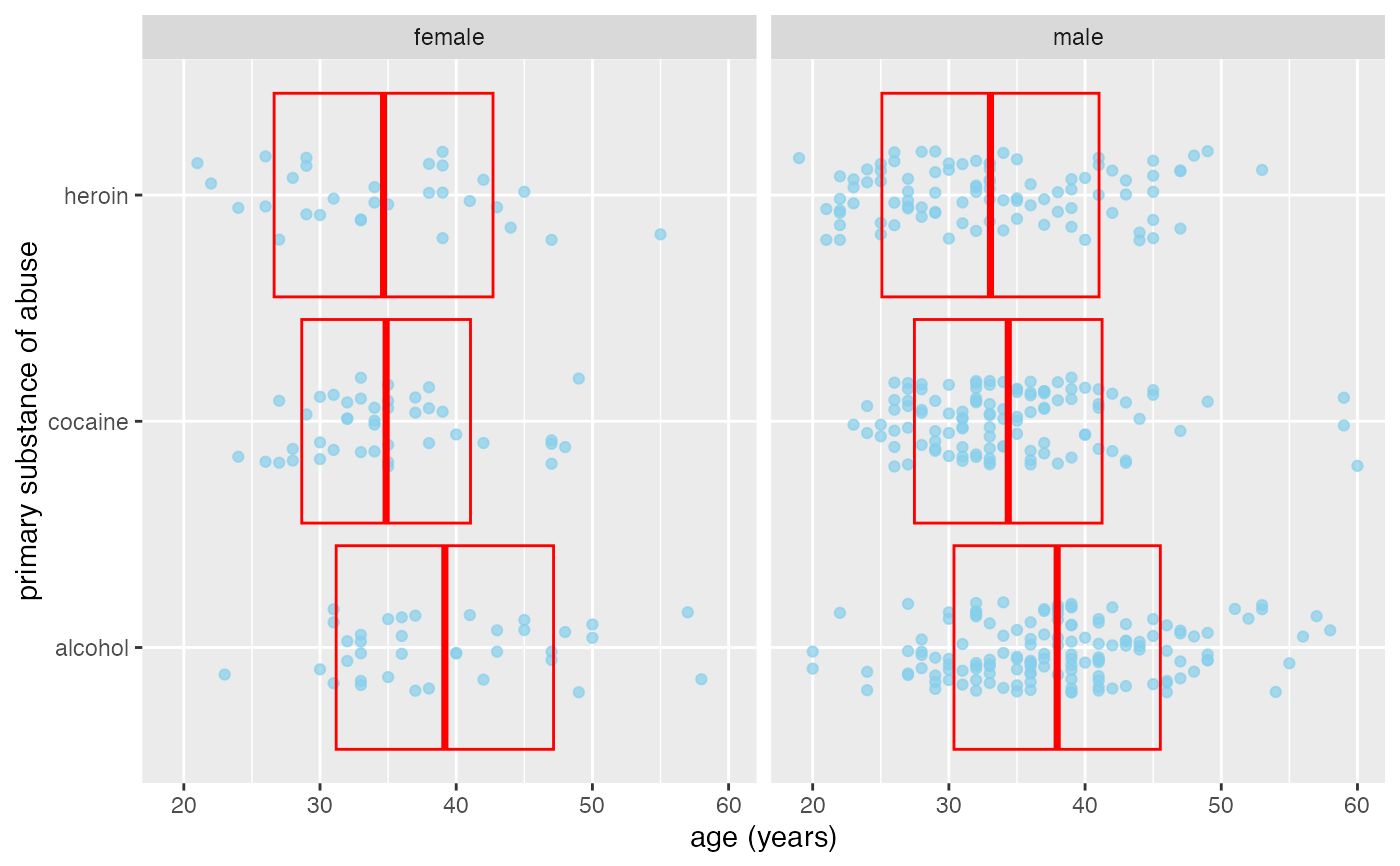 female
male
primary substance of abuse
heroin
cocaine
alcohol
20 30 40 50 60
20 30 40 50 60
age (years)